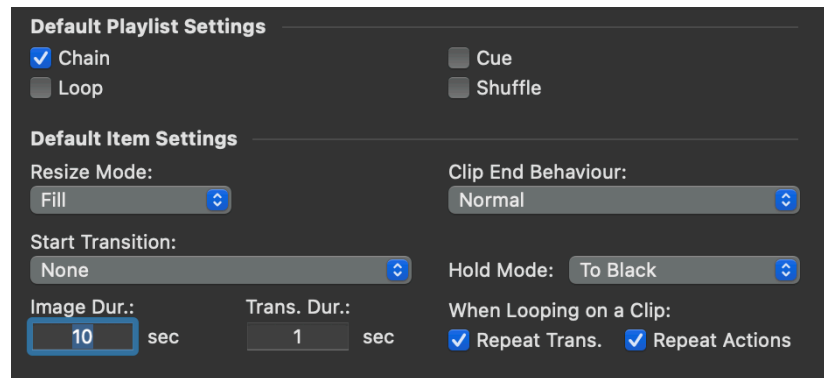 Default Playlist Settings
Chain
Cue
Loop
Shuffle
Default Item Settings
Resize Mode:
Clip End Behaviour:
Fill
Normal
Start Transition:
None
Hold Mode: To Black
Image Dur.:
Trans. Dur.:
When Looping on a Clip:
10 sec
1 sec
Repeat Trans.
Repeat Actions